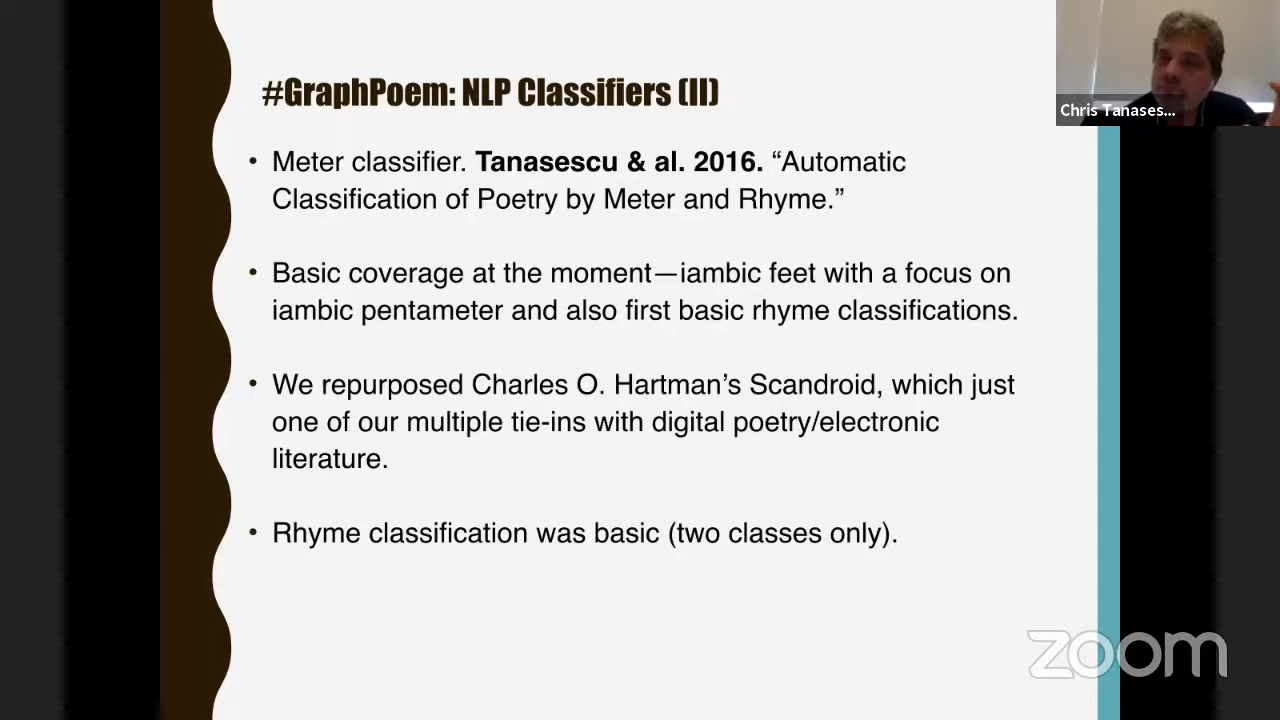 #GraphPoem: NLP Classifiers (II)
Chris Tanases...
• Meter classifier. Tanasescu & al. 2016. “Automatic
Classification of Poetry by Meter and Rhyme.”
• Basic coverage at the moment—iambic feet with a focus on
iambic pentameter and also first basic rhyme classifications.
• We repurposed Charles O. Hartman’s Scandroid, which just
one of our multiple tie-ins with digital poetry/electronic
literature.
• Rhyme classification was basic (two classes only).
zoom